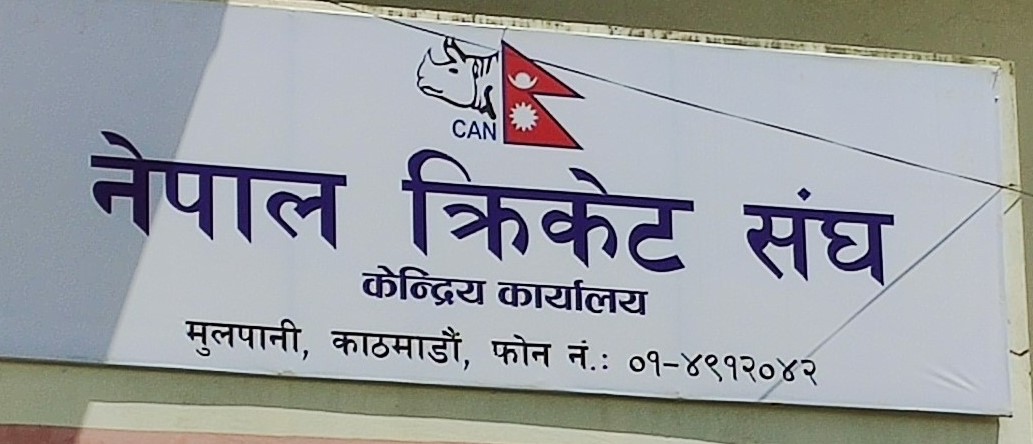 CAN
नेपाल क्रिकेट संघ
केन्द्रिय कार्यालय
मुलपानी, काठमाडौं, फोन नं.: ०१-४९१२०४२